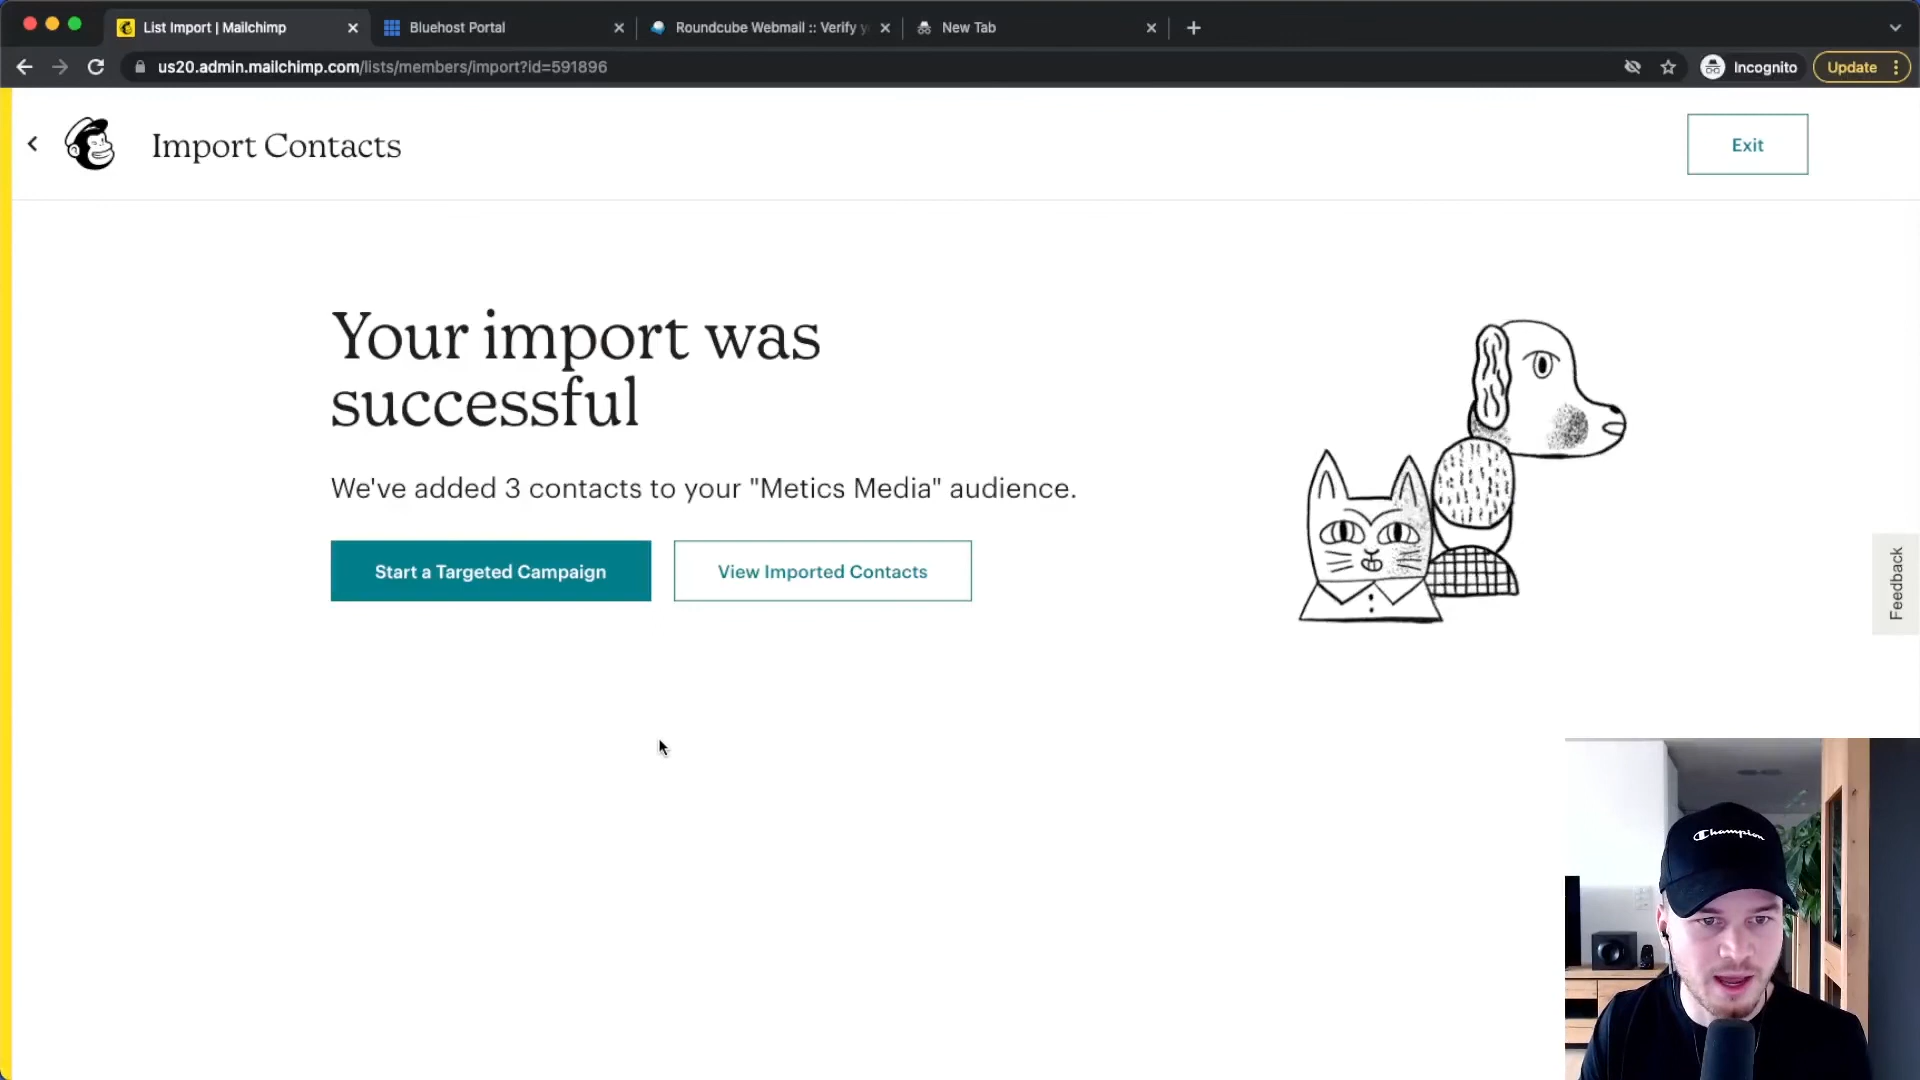 List Import | Mailchimp
Bluehost Portal
Roundcube Webmail :: Verify y
New Tab
us20.admin.mailchimp.com/lists/members/import?id=591896
Incognito
Update
Import Contacts
Exit
Your import was
successful
We've added 3 contacts to your "Metics Media" audience.
Start a Targeted Campaign
View Imported Contacts
Feedback
Champion